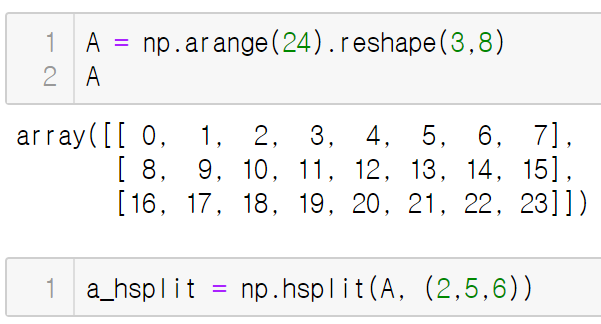 1 A = np.arange(24).reshape(3,8)
2 A
array([[ 0, 1, 2, 3, 4, 5, 6, 7],
[ 8, 9, 10, 11, 12, 13, 14, 15],
[16, 17, 18, 19, 20, 21, 22, 23]])
1 a_hsplit = np.hsplit(A, (2,5,6))